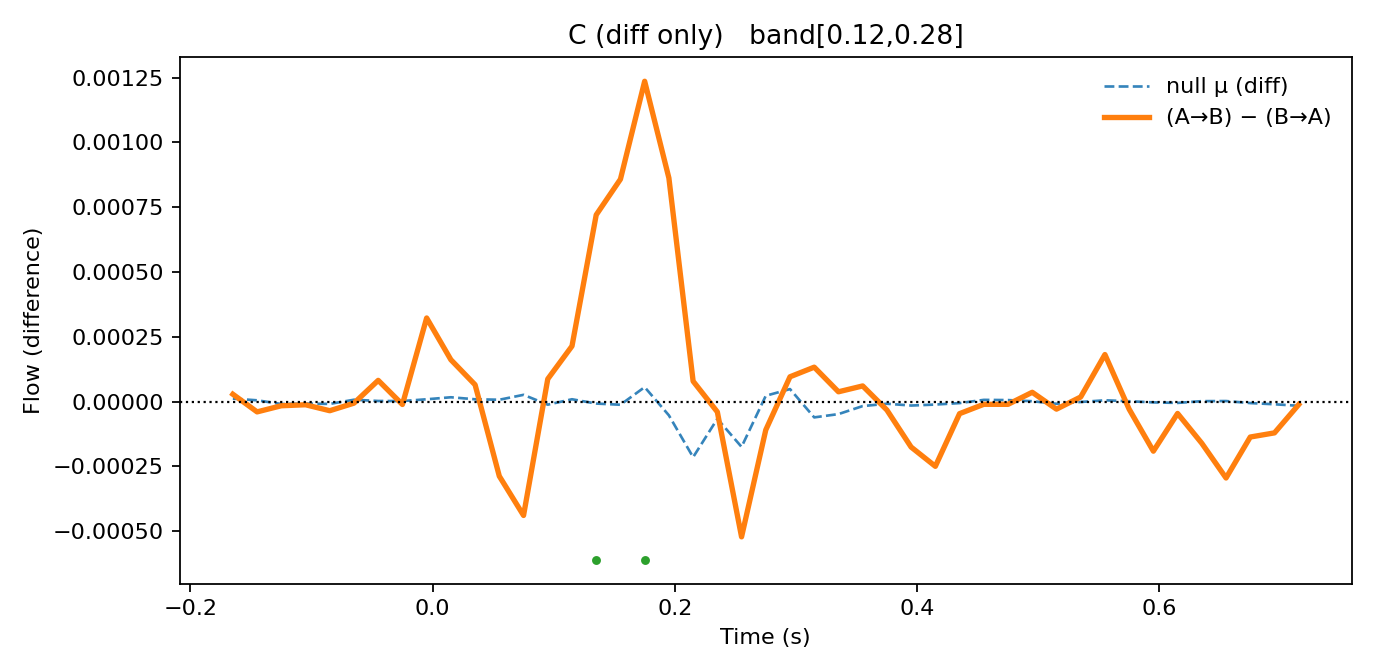 C (diff only)   band[0.12,0.28]
null μ (diff)
(A→B) − (B→A)
Flow (difference)
0.00125
0.00100
0.00075
0.00050
0.00025
0.00000
−0.00025
−0.00050
−0.2
0.0
0.2
0.4
0.6
Time (s)